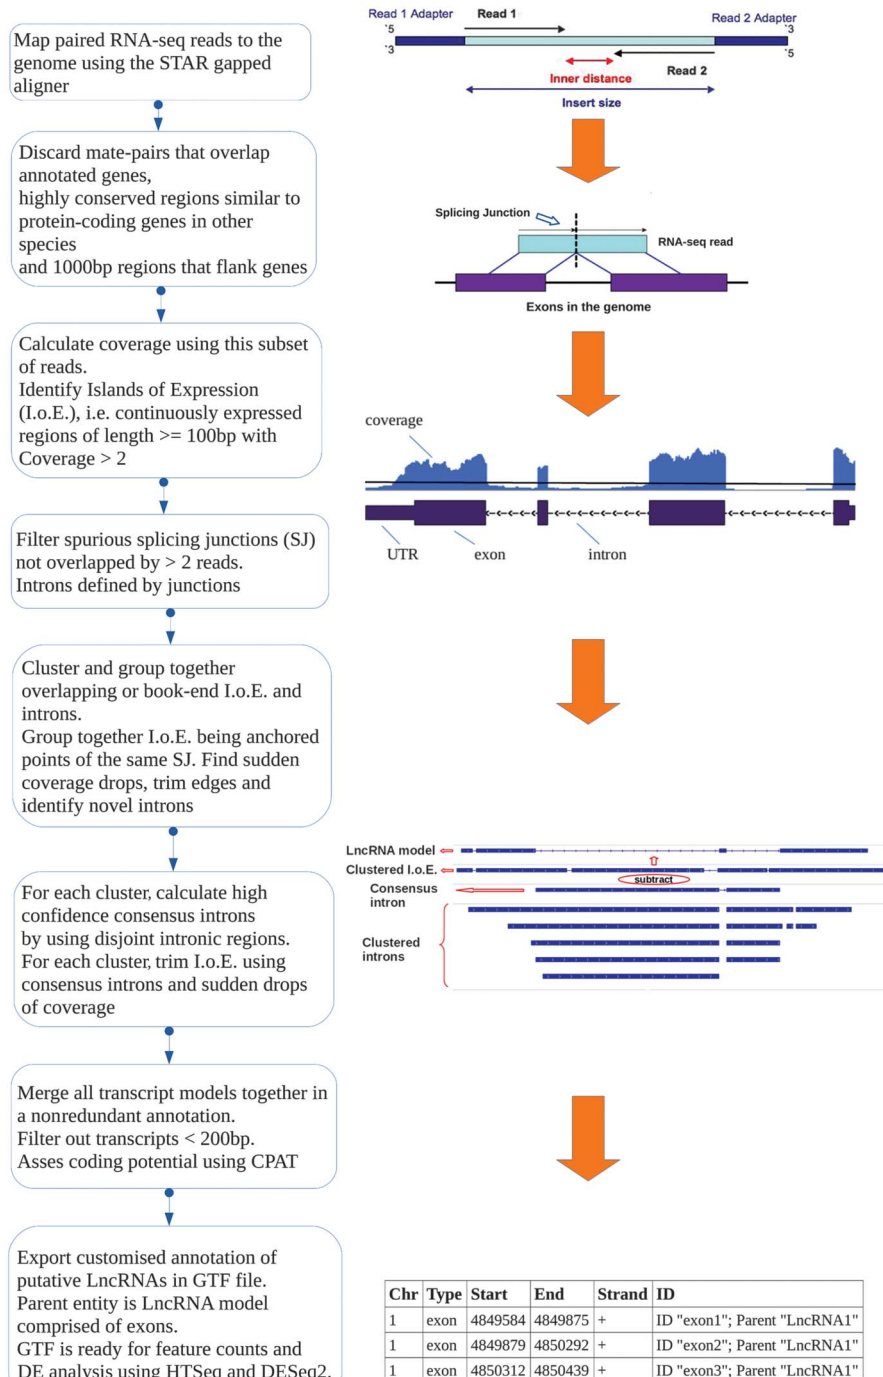 Map paired RNA-seq reads to the
genome using the STAR gapped
aligner
Discard mate-pairs that overlap
annotated genes,
highly conserved regions similar to
protein-coding genes in other
species
and 1000bp regions that flank genes
Calculate coverage using this subset
of reads.
Identify Islands of Expression
(I.o.E.), i.e. continuously expressed
regions of length >= 100bp with
Coverage > 2
Filter spurious splicing junctions (SJ)
not overlapped by > 2 reads.
Introns defined by junctions
Cluster and group together
overlapping or book-end I.o.E. and
introns.
Group together I.o.E. being anchored
points of the same SJ. Find sudden
coverage drops, trim edges and
identify novel introns
For each cluster, calculate high
confidence consensus introns
by using disjoint intronic regions.
For each cluster, trim I.o.E. using
consensus introns and sudden drops
of coverage
Merge all transcript models together in
a nonredundant annotation.
Filter out transcripts < 200bp.
Asses coding potential using CPAT
Export customised annotation of
putative LncRNAs in GTF file.
Parent entity is LncRNA model
comprised of exons.
GTF is ready for feature counts and
DE analysis using HTSeq and DESeq2.
Read 1 Adapter Read 1 Read 2 Adapter
`5 `3
`3 `5
Inner distance Read 2
Insert size
Splicing Junction
RNA-seq read
Exons in the genome
coverage
UTR exon intron
LncRNA model
Clustered I.o.E.
subtract
Consensus
intron
Clustered
introns
Chr Type Start End Strand ID
1 exon 4849584 4849875 + ID "exon1"; Parent "LncRNA1"
1 exon 4849879 4850292 + ID "exon2"; Parent "LncRNA1"
1 exon 4850312 4850439 + ID "exon3"; Parent "LncRNA1"